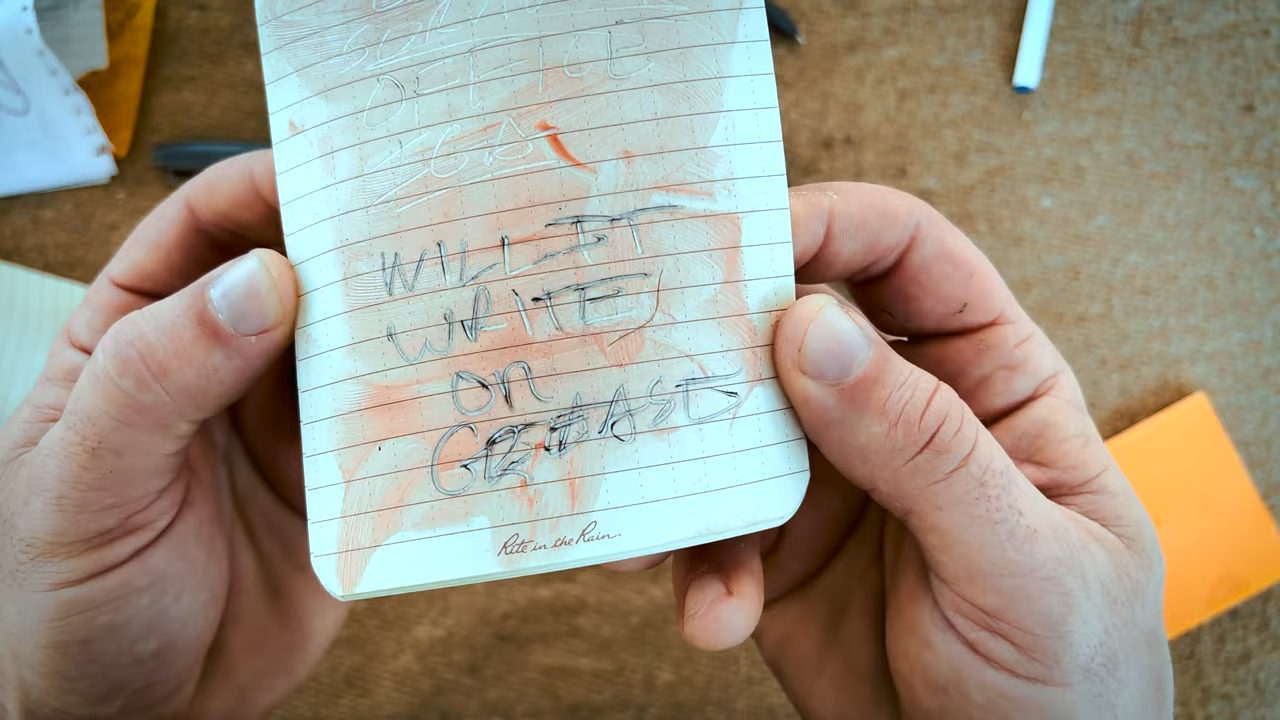 OFFICE
WILL IT
WRITE
ON
GREASE
Rite in the Rain.